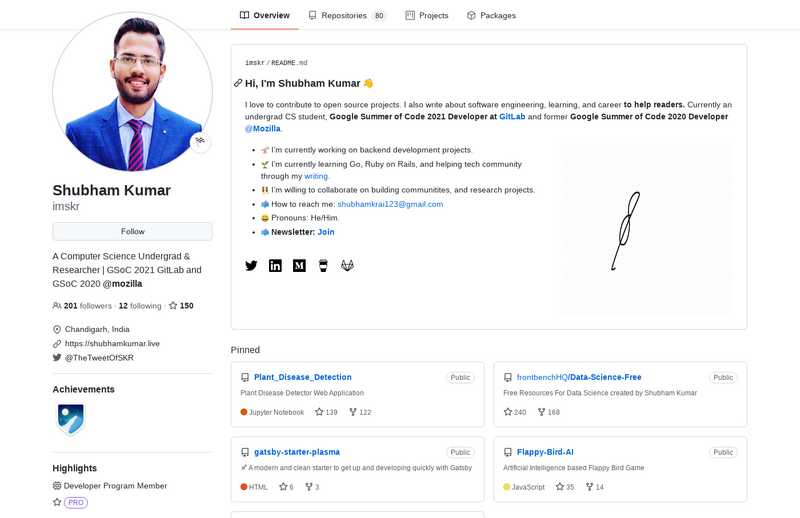 Overview
Repositories 80
Projects
Packages
Shubham Kumar
imskr
Follow
A Computer Science Undergrad &
Researcher | GSoC 2021 GitLab and
GSoC 2020 @mozilla
201 followers · 12 following · 150
Chandigarh, India
https://shubhamkumar.live
@TheTweetOfSKR
Achievements
Highlights
Developer Program Member
PRO
imskr / README.md
Hi, I'm Shubham Kumar 👋
I love to contribute to open source projects. I also write about software engineering, learning, and career to help readers. Currently an
undergrad CS student, Google Summer of Code 2021 Developer at GitLab and former Google Summer of Code 2020 Developer
@Mozilla.
I'm currently working on backend development projects.
🌱 I'm currently learning Go, Ruby on Rails, and helping tech community
through my writing.
I'm willing to collaborate on building communitites, and research projects.
How to reach me: shubhamkrai123@gmail.com
😄 Pronouns: He/Him.
Newsletter: Join
Pinned
Plant_Disease_Detection Public
Plant Disease Detector Web Application
Jupyter Notebook 139 122
frontbenchHQ/Data-Science-Free Public
Free Resources For Data Science created by Shubham Kumar
240 168
gatsby-starter-plasma Public
A modern and clean starter to get up and developing quickly with Gatsby
HTML 6 3
Flappy-Bird-AI Public
Artificial Intelligence based Flappy Bird Game
JavaScript 35 14